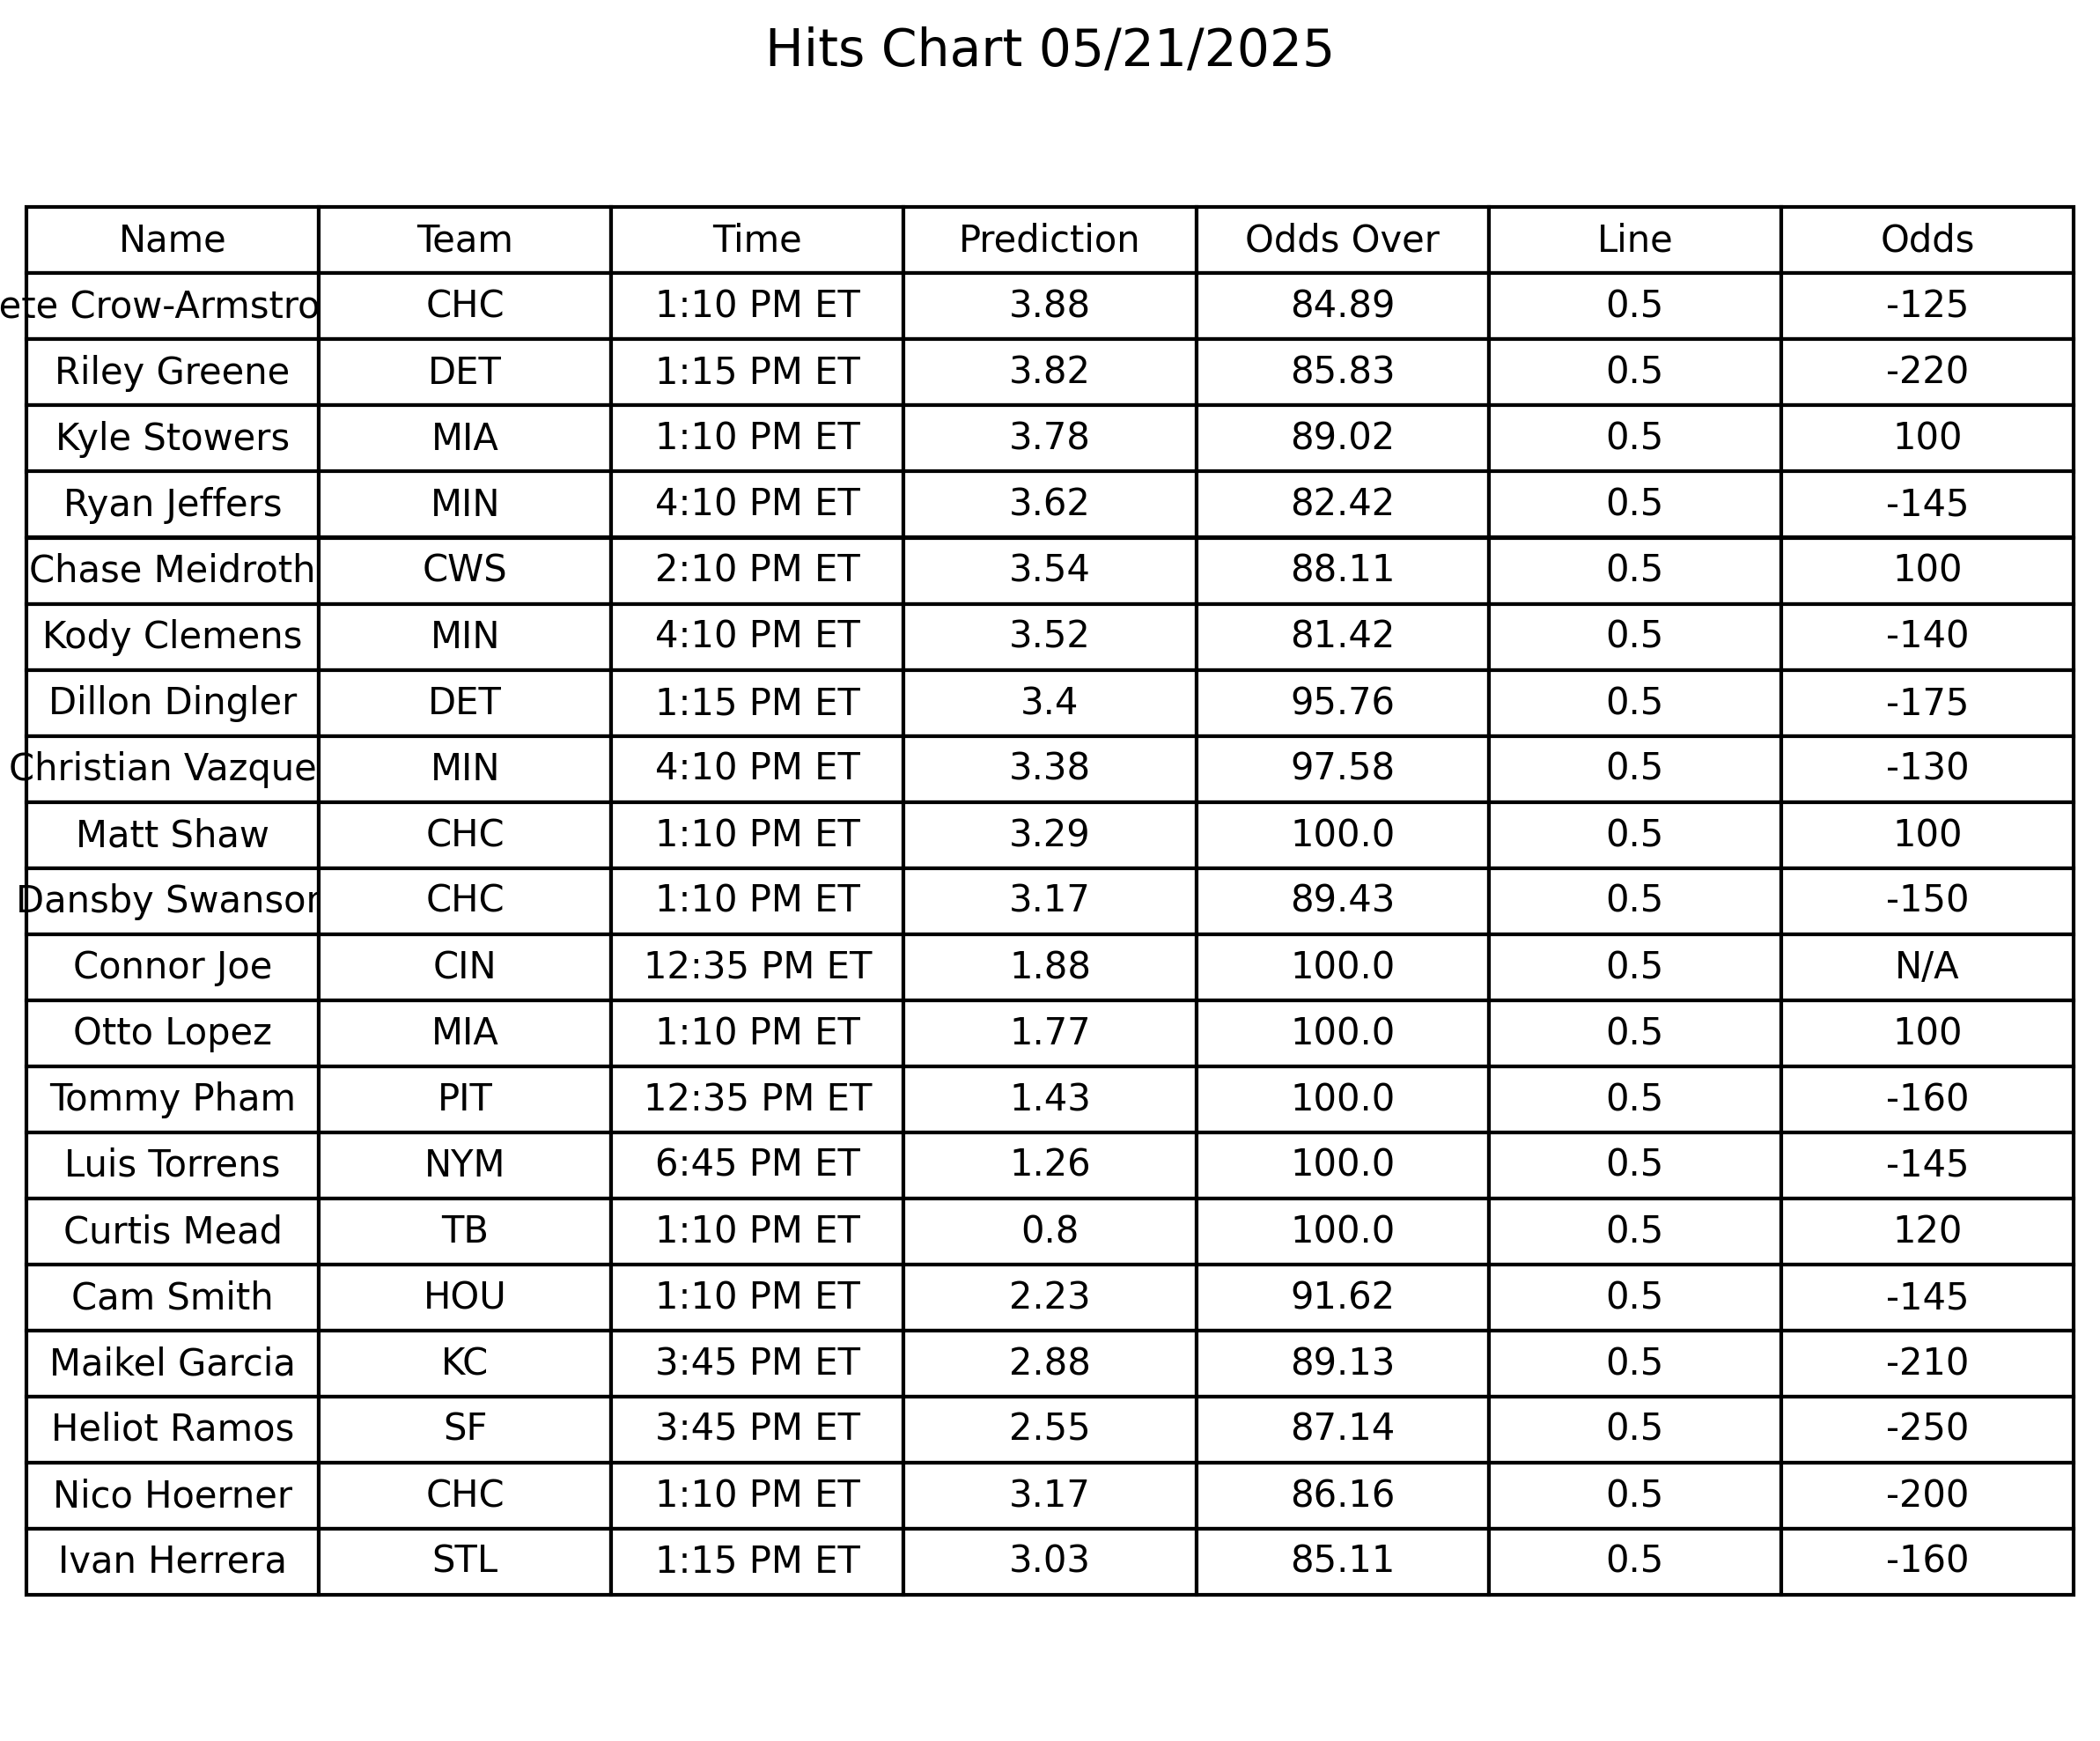 Hits Chart 05/21/2025
Name Team Time Prediction Odds Over Line Odds
ete Crow-Armstro CHC 1:10 PM ET 3.88 84.89 0.5 -125
Riley Greene DET 1:15 PM ET 3.82 85.83 0.5 -220
Kyle Stowers MIA 1:10 PM ET 3.78 89.02 0.5 100
Ryan Jeffers MIN 4:10 PM ET 3.62 82.42 0.5 -145
Chase Meidroth CWS 2:10 PM ET 3.54 88.11 0.5 100
Kody Clemens MIN 4:10 PM ET 3.52 81.42 0.5 -140
Dillon Dingler DET 1:15 PM ET 3.4 95.76 0.5 -175
Christian Vazque MIN 4:10 PM ET 3.38 97.58 0.5 -130
Matt Shaw CHC 1:10 PM ET 3.29 100.0 0.5 100
Dansby Swanson CHC 1:10 PM ET 3.17 89.43 0.5 -150
Connor Joe CIN 12:35 PM ET 1.88 100.0 0.5 N/A
Otto Lopez MIA 1:10 PM ET 1.77 100.0 0.5 100
Tommy Pham PIT 12:35 PM ET 1.43 100.0 0.5 -160
Luis Torrens NYM 6:45 PM ET 1.26 100.0 0.5 -145
Curtis Mead TB 1:10 PM ET 0.8 100.0 0.5 120
Cam Smith HOU 1:10 PM ET 2.23 91.62 0.5 -145
Maikel Garcia KC 3:45 PM ET 2.88 89.13 0.5 -210
Heliot Ramos SF 3:45 PM ET 2.55 87.14 0.5 -250
Nico Hoerner CHC 1:10 PM ET 3.17 86.16 0.5 -200
Ivan Herrera STL 1:15 PM ET 3.03 85.11 0.5 -160